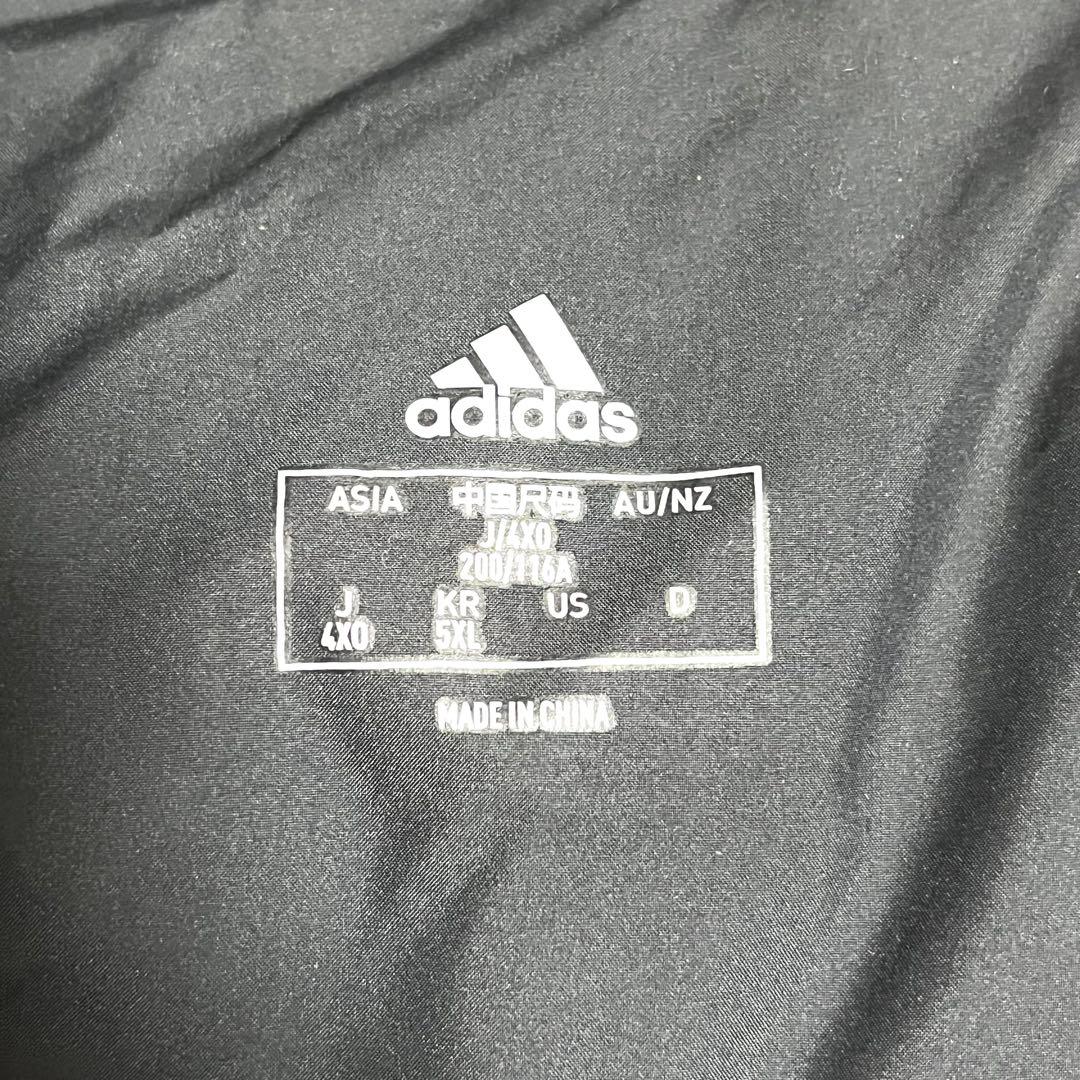 adidas
ASIA 中国尺码 AU/NZ
J/4XO
200/116A
J KR US D
4XO 5XL
MADE IN CHINA